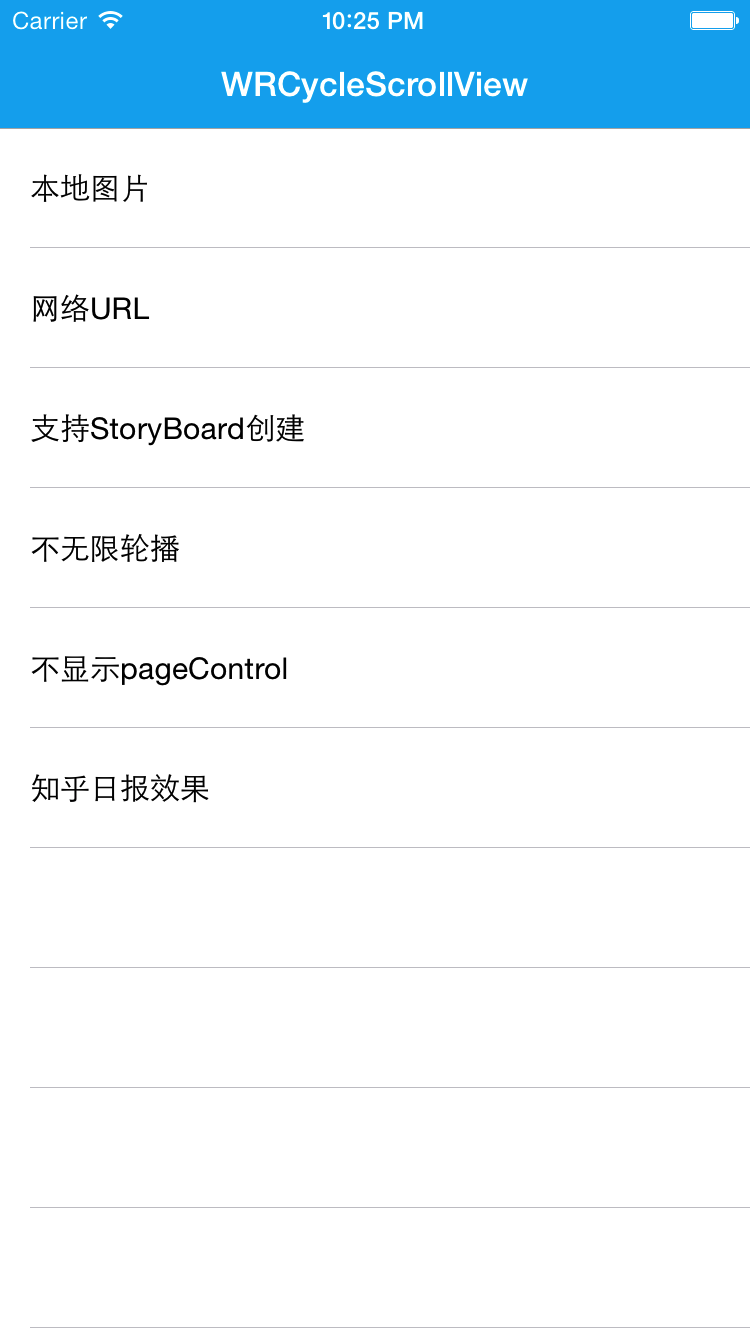 Carrier 10:25 PM
WRCycleScrollView
本地图片
网络URL
支持StoryBoard创建
不无限轮播
不显示pageControl
知乎日报效果